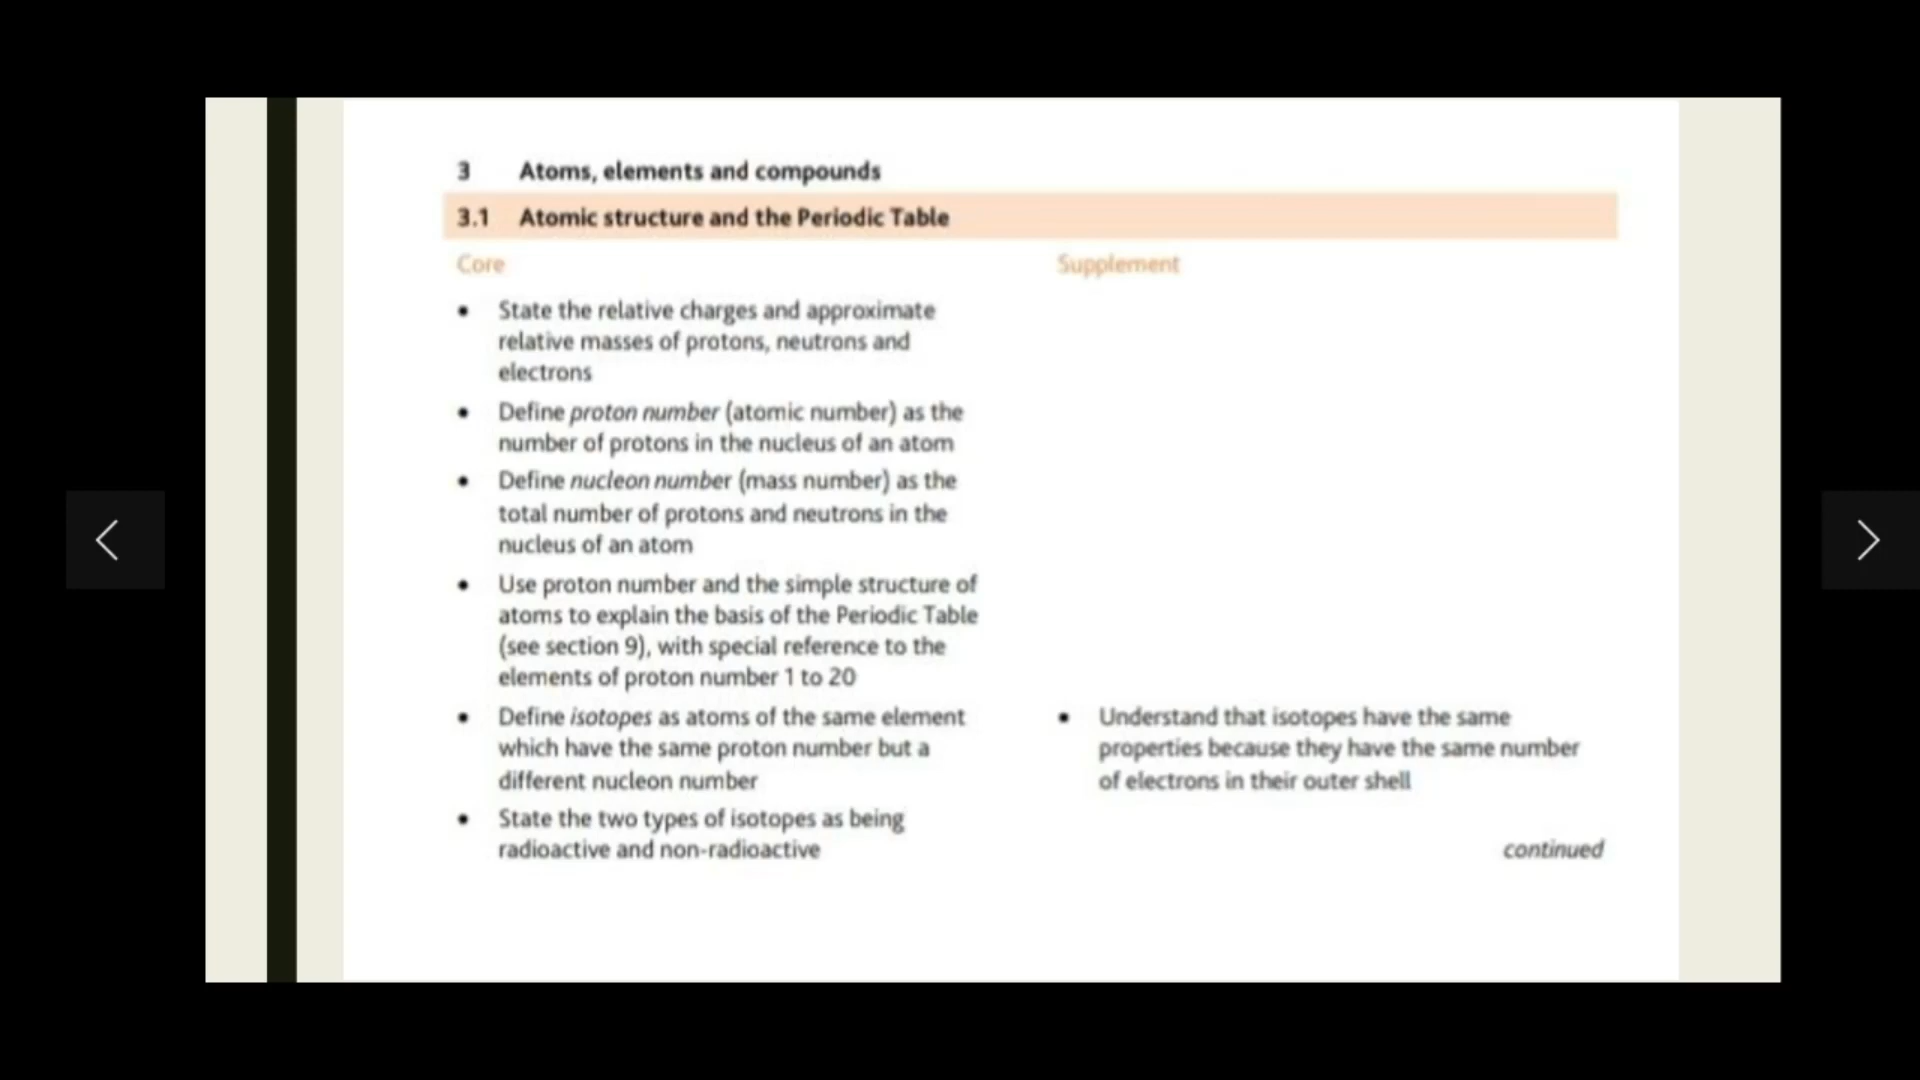 3 Atoms, elements and compounds
3.1 Atomic structure and the Periodic Table
Core Supplement
• State the relative charges and approximate
relative masses of protons, neutrons and
electrons
• Define proton number (atomic number) as the
number of protons in the nucleus of an atom
• Define nucleon number (mass number) as the
total number of protons and neutrons in the
nucleus of an atom
• Use proton number and the simple structure of
atoms to explain the basis of the Periodic Table
(see section 9), with special reference to the
elements of proton number 1 to 20
• Define isotopes as atoms of the same element
which have the same proton number but a
different nucleon number
• State the two types of isotopes as being
radioactive and non-radioactive
• Understand that isotopes have the same
properties because they have the same number
of electrons in their outer shell
continued